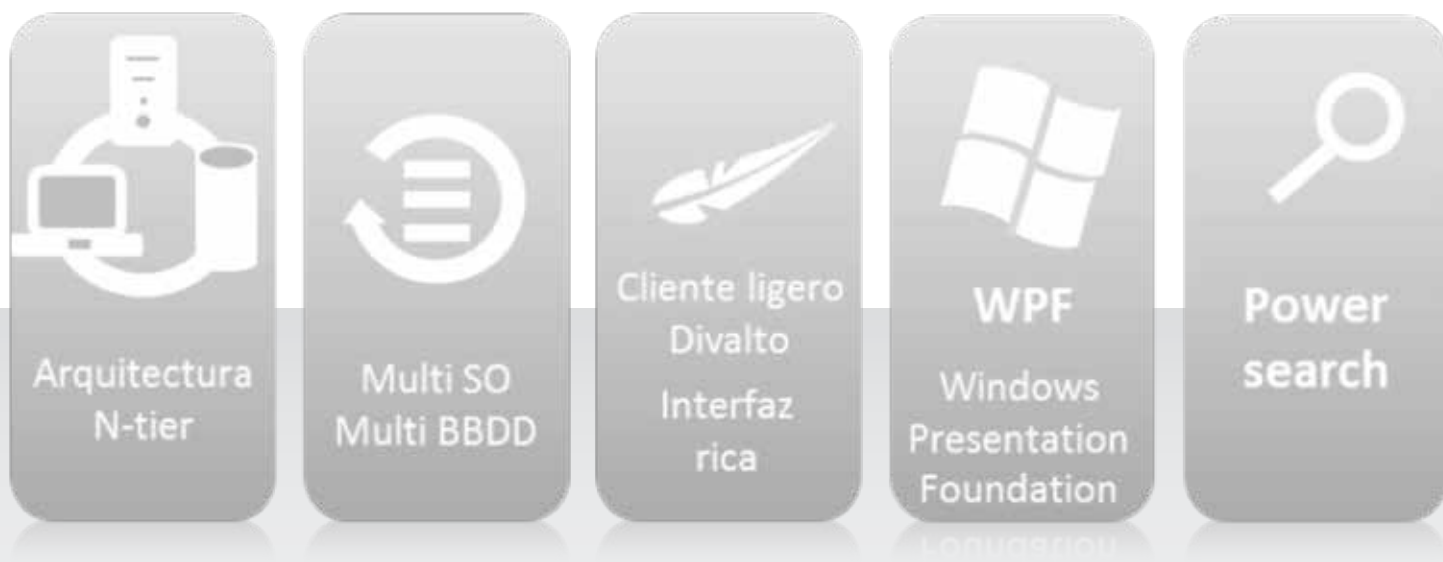 Arquitectura
N-tier
Multi SO
Multi BBDD
Cliente ligero
Divalto
Interfaz
rica
WPF
Windows
Presentation
Foundation
Power
search